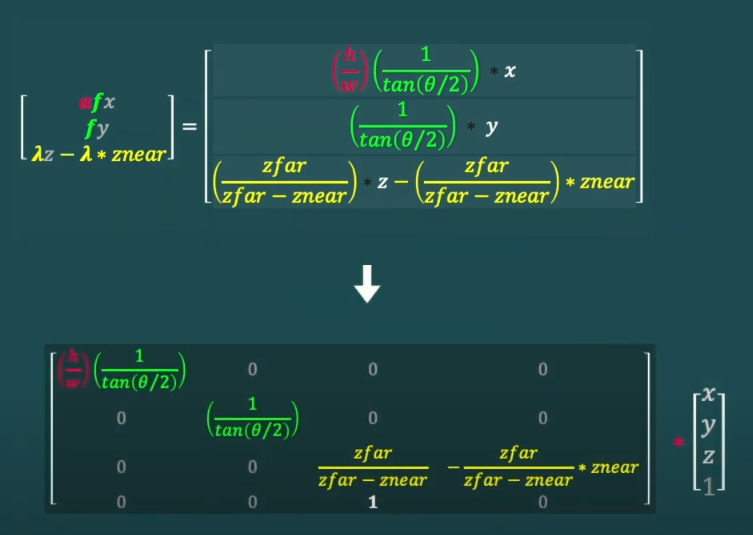 [afx; fy; λz − λ * znear] = [(h/w)(1/tan(θ/2)) * x; (1/tan(θ/2)) * y; (zfar/(zfar − znear)) * z − (zfar/(zfar − znear)) * znear]
(h/w)(1/tan(θ/2)) 0 0 0
0 (1/tan(θ/2)) 0 0
0 0 zfar/(zfar − znear) −zfar/(zfar − znear) * znear
0 0 1 0
* [x; y; z; 1]